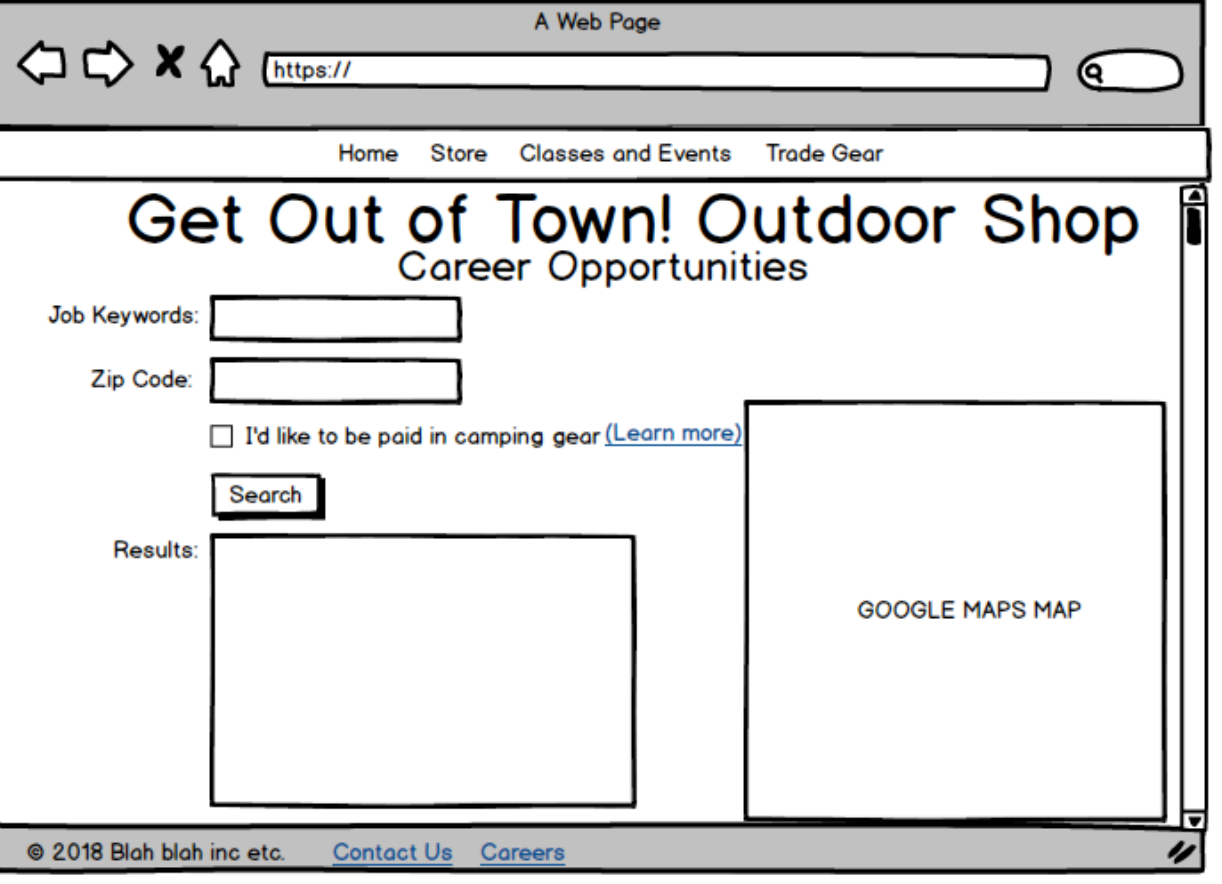 A Web Page
https://
Home Store Classes and Events Trade Gear
Get Out of Town! Outdoor Shop
Career Opportunities
Job Keywords:
Zip Code:
I'd like to be paid in camping gear (Learn more)
Search
Results:
GOOGLE MAPS MAP
© 2018 Blah blah inc etc. Contact Us Careers